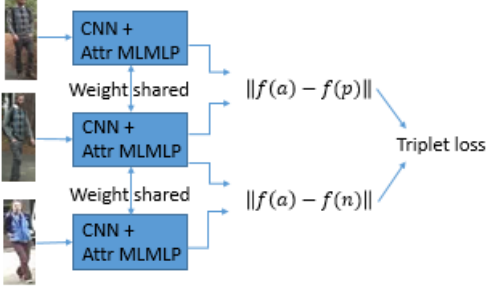 CNN +
Attr MLMLP
Weight shared
‖f(a) − f(p)‖
CNN +
Attr MLMLP
Triplet loss
Weight shared
‖f(a) − f(n)‖
CNN +
Attr MLMLP